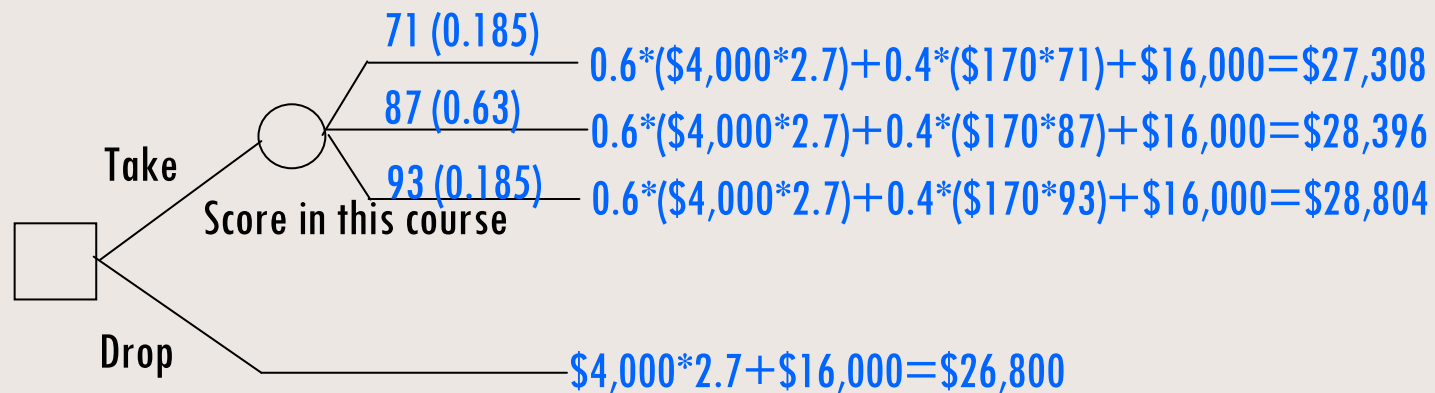 71 (0.185)
0.6*($4,000*2.7)+0.4*($170*71)+$16,000=$27,308
87 (0.63)
0.6*($4,000*2.7)+0.4*($170*87)+$16,000=$28,396
Take
93 (0.185)
0.6*($4,000*2.7)+0.4*($170*93)+$16,000=$28,804
Score in this course
Drop
$4,000*2.7+$16,000=$26,800